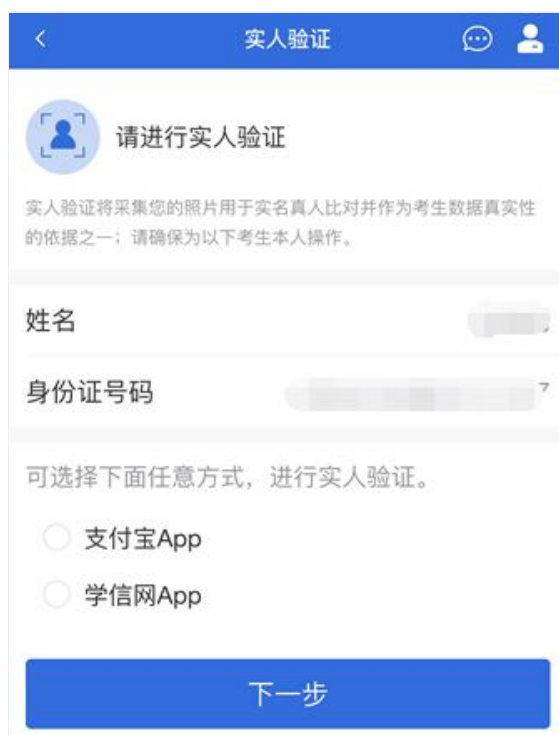 实人验证
请进行实人验证
实人验证将采集您的照片用于实名真人比对并作为考生数据真实性
的依据之一；请确保为以下考生本人操作。
姓名
身份证号码 7
可选择下面任意方式，进行实人验证。
支付宝App
学信网App
下一步